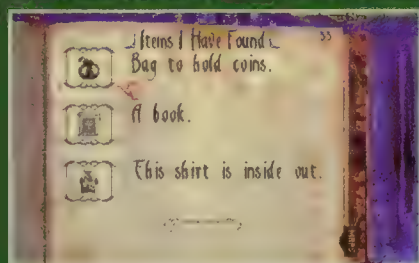 Items I Have Found
Bag to hold coins.
A book.
This shirt is inside out.